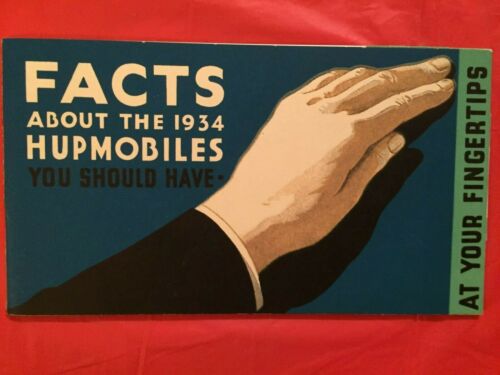 FACTS
ABOUT THE 1934
HUPMOBILES
YOU SHOULD HAVE-
AT YOUR FINGERTIPS